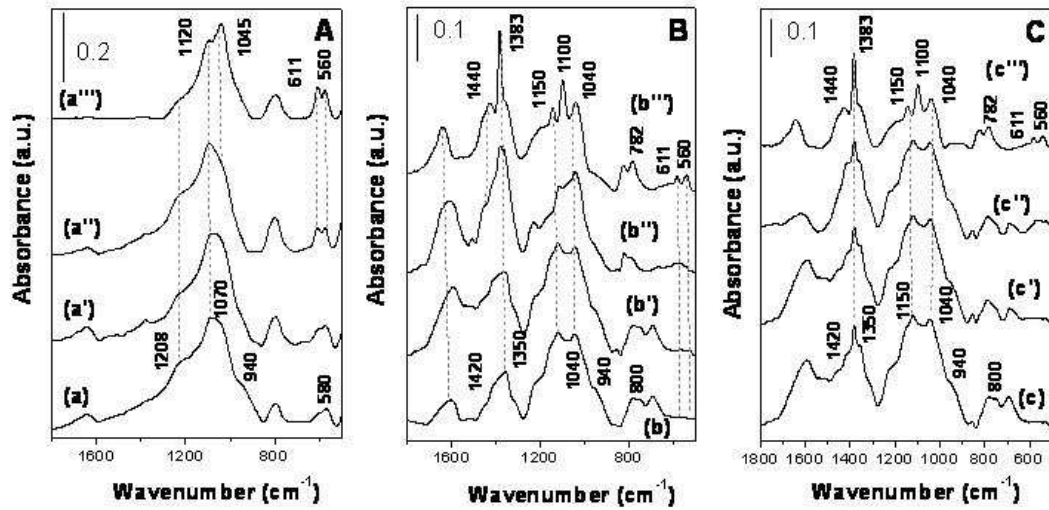 A
0.2
1120
1045
611
560
(a''')
(a'')
(a')
1070
1208
940
580
(a)
Absorbance (a.u.)
1600
1200
800
Wavenumber (cm-1)
B
0.1
1383
1440
1150
1100
1040
(b''')
782
611
560
(b'')
(b')
1420
1350
1040
940
800
(b)
Absorbance (a.u.)
1600
1400
1200
1000
800
600
Wavenumber (cm-1)
C
0.1
1383
1440
1150
1100
1040
(c''')
782
611
560
(c'')
(c')
1420
1350
1150
1040
940
800
(c)
Absorbance (a.u.)
1800
1600
1400
1200
1000
800
600
Wavenumber (cm-1)